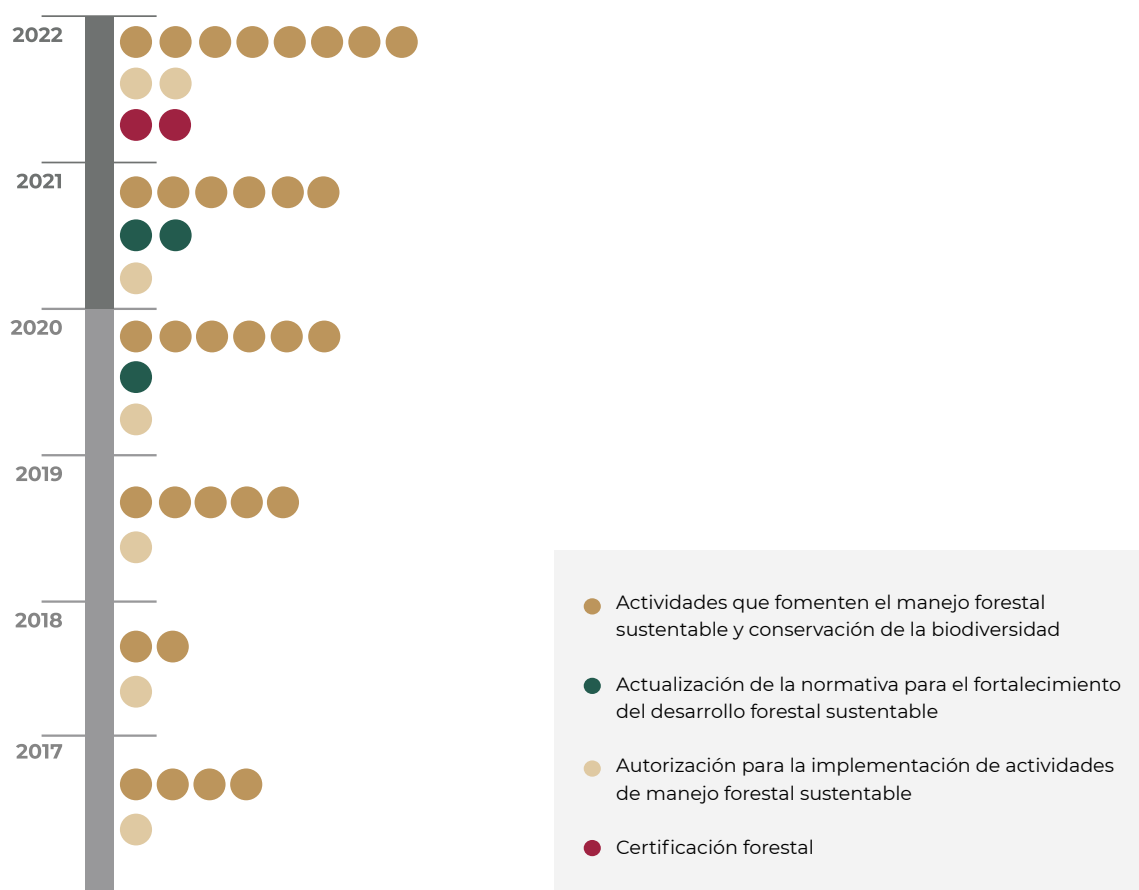 2022
2021
2020
2019
2018
2017
Actividades que fomenten el manejo forestal
sustentable y conservación de la biodiversidad
Actualización de la normativa para el fortalecimiento
del desarrollo forestal sustentable
Autorización para la implementación de actividades
de manejo forestal sustentable
Certificación forestal